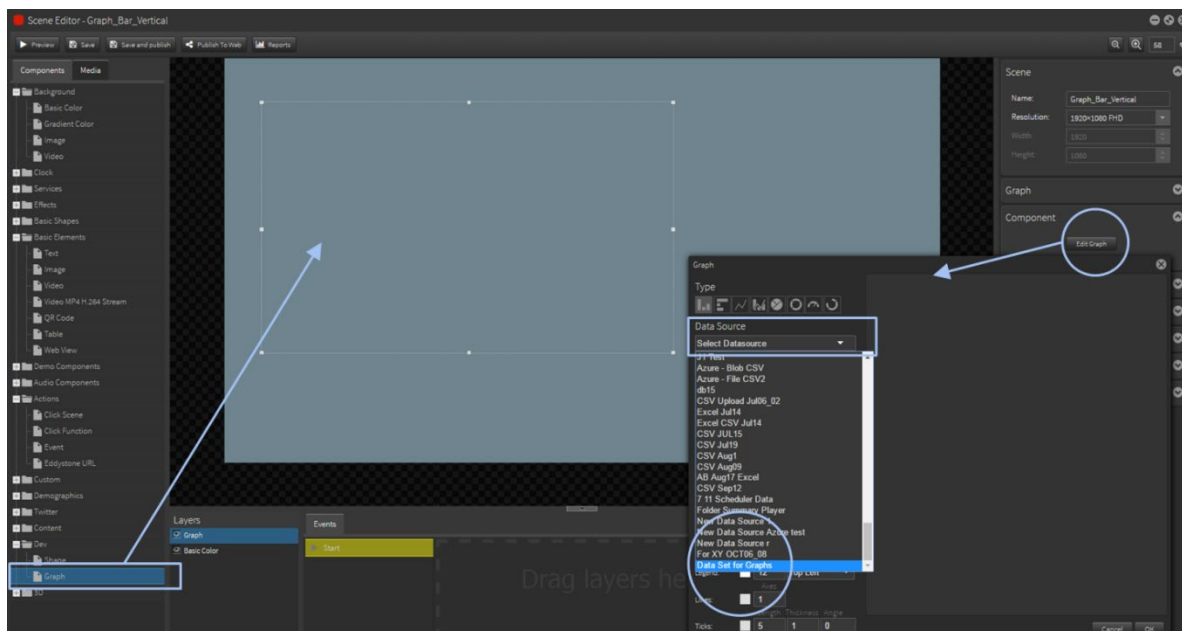 Scene Editor - Graph_Bar_Vertical
Preview Save Save and publish Publish To Web Reports
58
Components Media
Background
Basic Color
Gradient Color
Image
Video
Clock
Services
Effects
Basic Shapes
Basic Elements
Text
Image
Video
Video MP4 H.264 Stream
QR Code
Table
Web View
Demo Components
Audio Components
Actions
Click Scene
Click Function
Event
Eddystone URL
Custom
Demographics
Twitter
Content
Dev
Shape
Graph
3D
Layers
Graph
Basic Color
Events
Start
Drag layers he
Scene
Name: Graph_Bar_Vertical
Resolution: 1920×1080 FHD
Width 1920
Height 1080
Graph
Component
Edit Graph
Graph
Type
Data Source
Select Datasource
J1 Test
Azure - Blob CSV
Azure - File CSV2
db15
CSV Upload Jul06_02
Excel Jul14
Excel CSV Jul14
CSV JUL15
CSV Jul19
CSV Aug1
CSV Aug09
AB Aug17 Excel
CSV Sep12
7 11 Scheduler Data
Folder Summary Player
New Data Source 1
New Data Source Azure test
New Data Source r
For XY OCT06_08
Data Set for Graphs
Legend: 12 Top Left
Axes
Lines: 1
Length Thickness Angle
Ticks: 5 1 0
Cancel OK